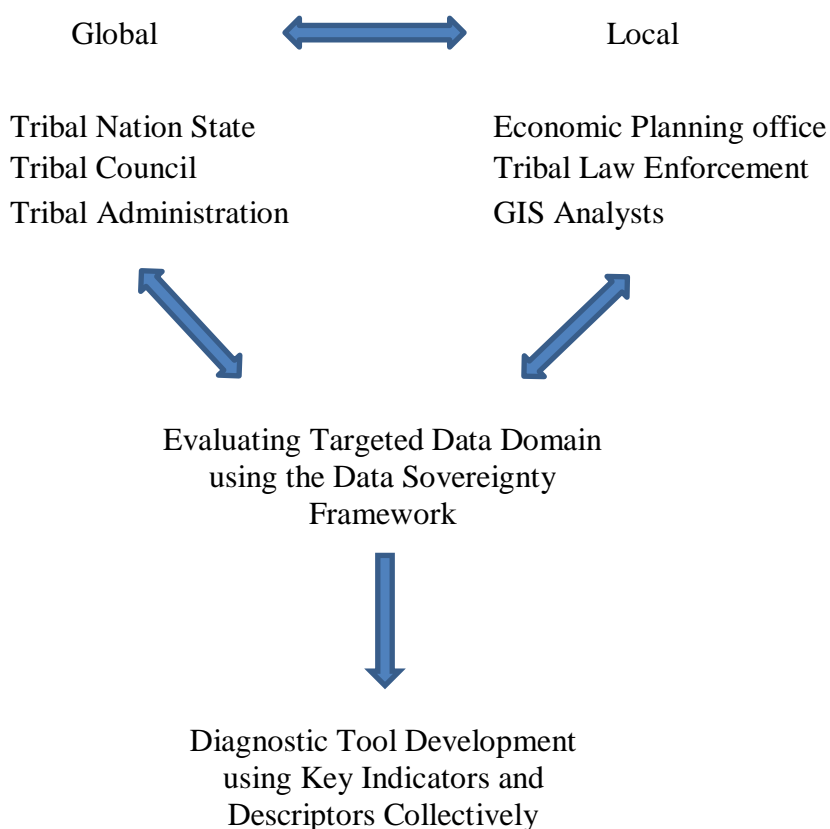 Global
Local
Tribal Nation State
Tribal Council
Tribal Administration
Economic Planning office
Tribal Law Enforcement
GIS Analysts
Evaluating Targeted Data Domain
using the Data Sovereignty
Framework
Diagnostic Tool Development
using Key Indicators and
Descriptors Collectively